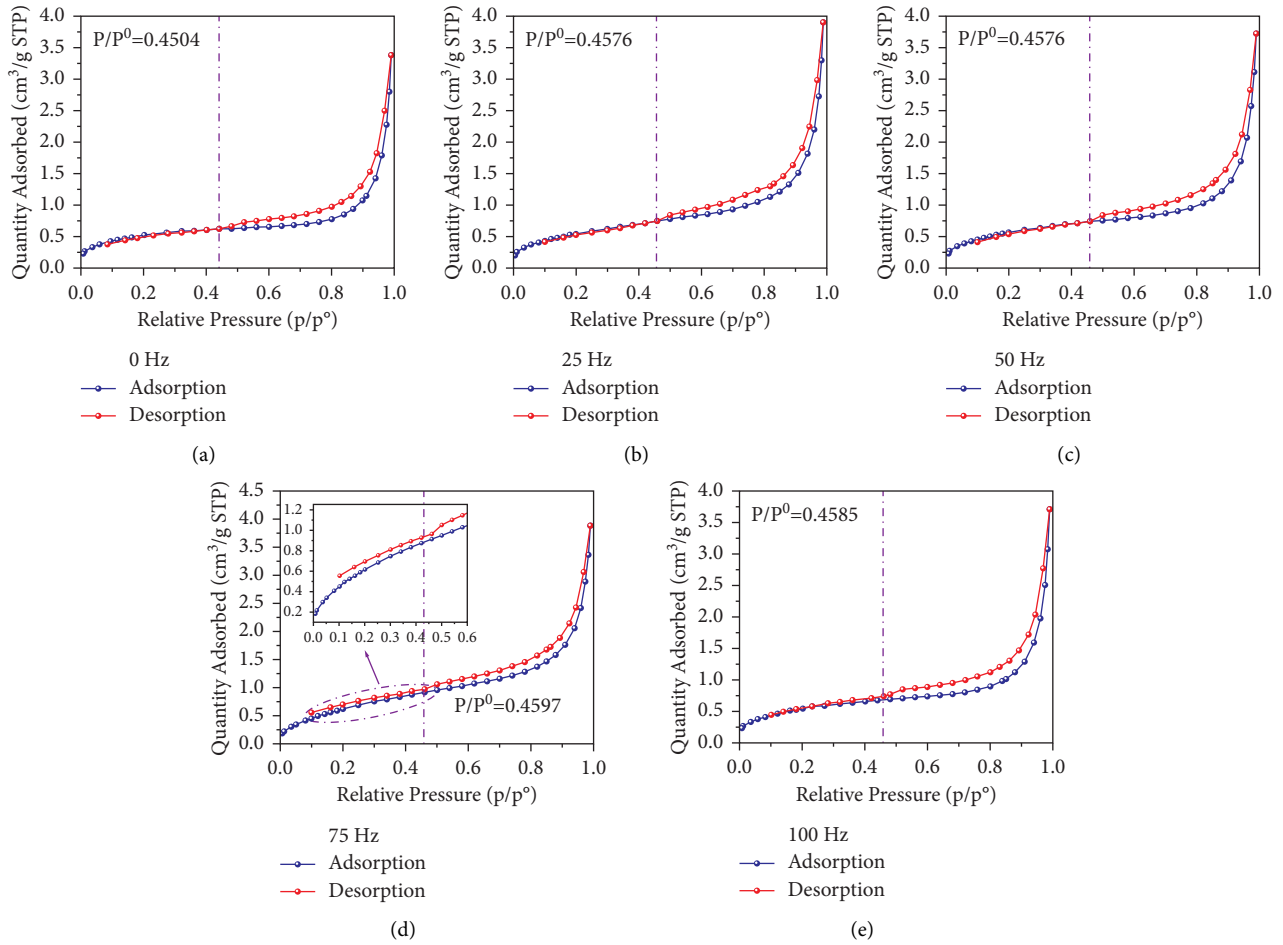 P/P⁰=0.4504
Quantity Adsorbed (cm³/g STP)
4.0
3.5
3.0
2.5
2.0
1.5
1.0
0.5
0.0
0.0 0.2 0.4 0.6 0.8 1.0
Relative Pressure (p/p°)
0 Hz
Adsorption
Desorption
(a)
P/P⁰=0.4576
Quantity Adsorbed (cm³/g STP)
4.0
3.5
3.0
2.5
2.0
1.5
1.0
0.5
0.0
0.0 0.2 0.4 0.6 0.8 1.0
Relative Pressure (p/p°)
25 Hz
Adsorption
Desorption
(b)
P/P⁰=0.4576
Quantity Adsorbed (cm³/g STP)
4.0
3.5
3.0
2.5
2.0
1.5
1.0
0.5
0.0
0.0 0.2 0.4 0.6 0.8 1.0
Relative Pressure (p/p°)
50 Hz
Adsorption
Desorption
(c)
Quantity Adsorbed (cm³/g STP)
4.5
4.0
3.5
3.0
2.5
2.0
1.5
1.0
0.5
0.0
1.2
1.0
0.8
0.6
0.4
0.2
0.0 0.1 0.2 0.3 0.4 0.5 0.6
P/P⁰=0.4597
0.0 0.2 0.4 0.6 0.8 1.0
Relative Pressure (p/p°)
75 Hz
Adsorption
Desorption
(d)
P/P⁰=0.4585
Quantity Adsorbed (cm³/g STP)
4.0
3.5
3.0
2.5
2.0
1.5
1.0
0.5
0.0
0.0 0.2 0.4 0.6 0.8 1.0
Relative Pressure (p/p°)
100 Hz
Adsorption
Desorption
(e)